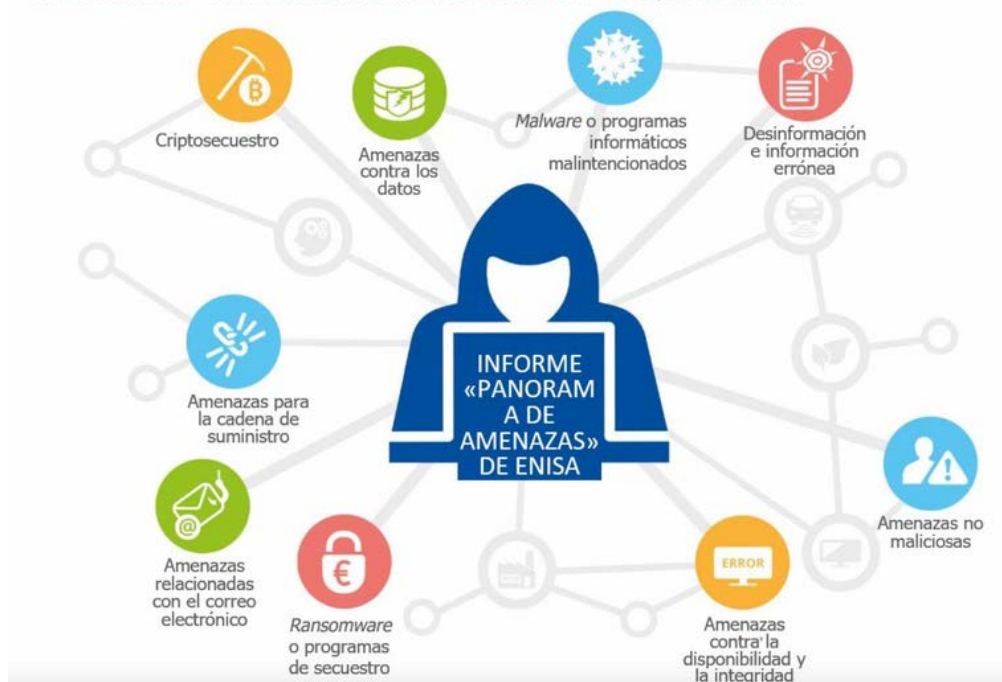 Criptosecuestro
Amenazas
contra los
datos
Malware o programas
informáticos
malintencionados
Desinformación
e información
errónea
INFORME
«PANORAM
A DE
AMENAZAS»
DE ENISA
Amenazas para
la cadena de
suministro
Amenazas no
maliciosas
@
Amenazas
relacionadas
con el correo
electrónico
€
Ransomware
o programas
de secuestro
ERROR
Amenazas
contra la
disponibilidad y
la integridad